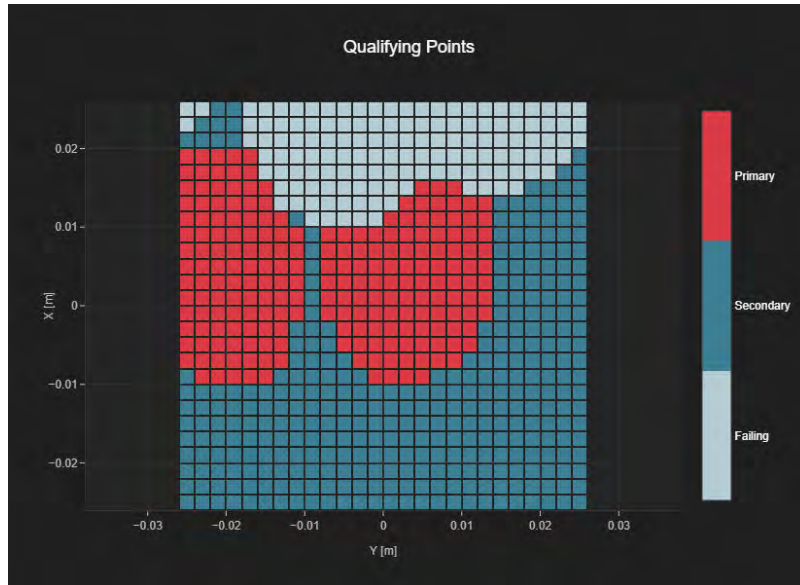 Qualifying Points
Primary
Secondary
Failing
0.02
0.01
0
−0.01
−0.02
X [m]
−0.03
−0.02
−0.01
0
0.01
0.02
0.03
Y [m]